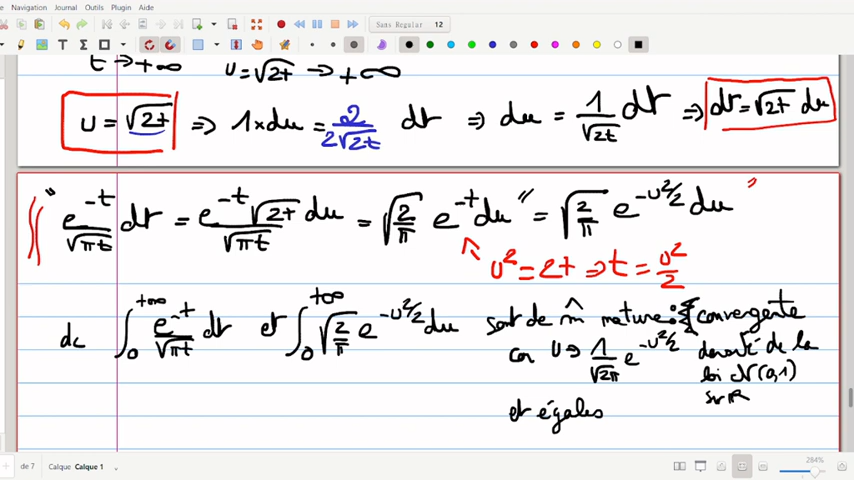 Navigation Journal Outils Plugin Aide
Sans Regular 12
t → +∞ u = √2t → +∞
u = √2t ⇒ 1×du = 2/(2√2t) dt ⇒ du = 1/√2t dt ⇒ dt = √2t du
" e^-t/√πt dt = e^-t √2t/√πt du = √(2/π) e^-t du " = √(2/π) e^-u²/2 du "
u² = 2t ⇒ t = u²/2
dc ∫₀^+∞ e^-t/√πt dt et ∫₀^+∞ √(2/π) e^-u²/2 du sont de m̂ nature : convergente
car u → 1/√2π e^-u²/2 densité de la
loi N(0,1)
sur ℝ
et égales
de 7 Calque Calque 1 284%